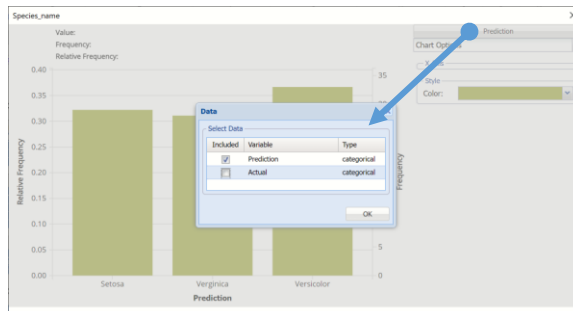 Species_name
X
Value:
Frequency:
Relative Frequency:
Prediction
Chart Options
Style
Color:
0.40
0.35
0.30
0.25
0.20
0.15
0.10
0.05
0.00
Relative Frequency
35
5
0
Frequency
Setosa
Verginica
Versicolor
Prediction
Data
Select Data
Included Variable Type
Prediction categorical
Actual categorical
OK